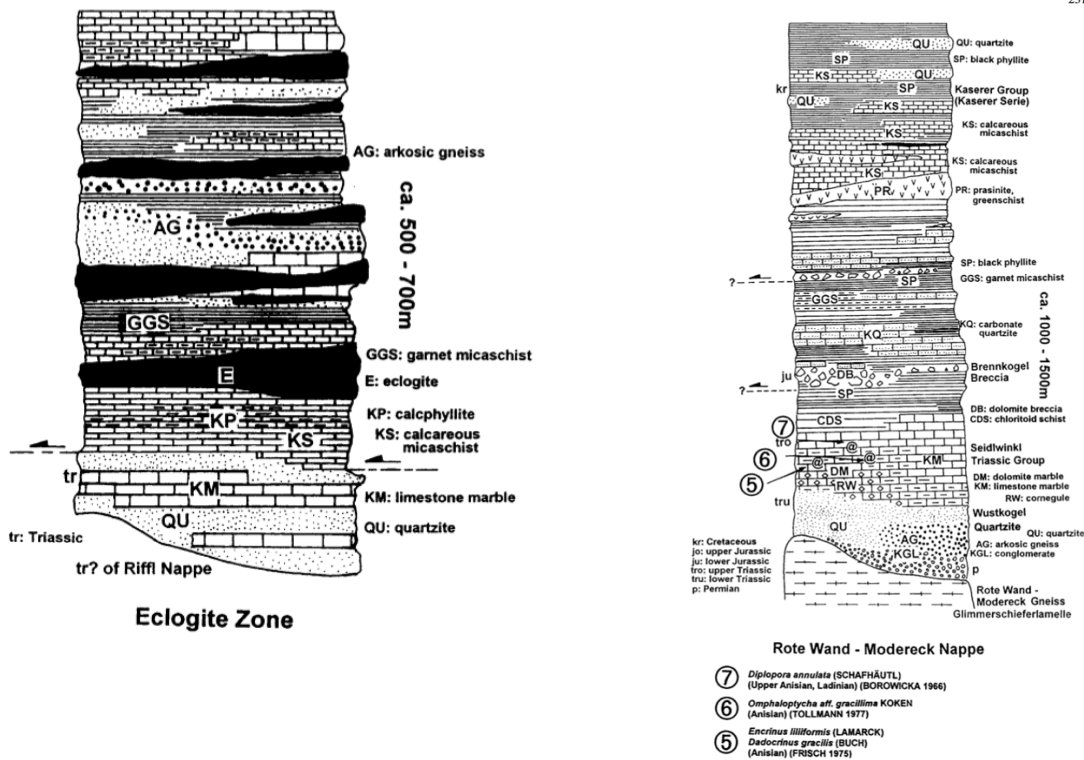 AG: arkosic gneiss
AG
ca. 500 - 700m
GGS
GGS: garnet micaschist
E
E: eclogite
KP
KP: calcphyllite
KS
KS: calcareous
micaschist
tr
KM
KM: limestone marble
QU
QU: quartzite
tr: Triassic
tr? of Riffl Nappe
Eclogite Zone
QU
QU: quartzite
SP
SP: black phyllite
KS
QU
kr
SP
Kaserer Group
(Kaserer Serie)
QU
KS
KS: calcareous
micaschist
KS
KS: calcareous
micaschist
KS
PR
PR: prasinite,
greenschist
SP: black phyllite
?
SP
GGS: garnet micaschist
GGS
ca. 1000 - 1500m
KQ
KQ: carbonate
quartzite
ju
DB
Brennkogel
Breccia
?
SP
DB: dolomite breccia
CDS: chloritoid schist
7
CDS
tro
6
@
@
@
KM
Seidlwinkl
Triassic Group
5
DM
DM: dolomite marble
KM: limestone marble
RW
RW: cornegule
tru
Wustkogel
Quartzite
QU
QU: quartzite
AG
AG: arkosic gneiss
KGL
KGL: conglomerate
p
kr: Cretaceous
jo: upper Jurassic
ju: lower Jurassic
tro: upper Triassic
tru: lower Triassic
p: Permian
Rote Wand -
Modereck Gneiss
Glimmerschieferlamelle
Rote Wand - Modereck Nappe
7 Diplopora annulata (SCHAFHÄUTL)
(Upper Anisian, Ladinian) (BOROWICKA 1966)
6 Omphaloptycha aff. gracillima KOKEN
(Anisian) (TOLLMANN 1977)
5 Encrinus liliiformis (LAMARCK)
Dadocrinus gracilis (BUCH)
(Anisian) (FRISCH 1975)